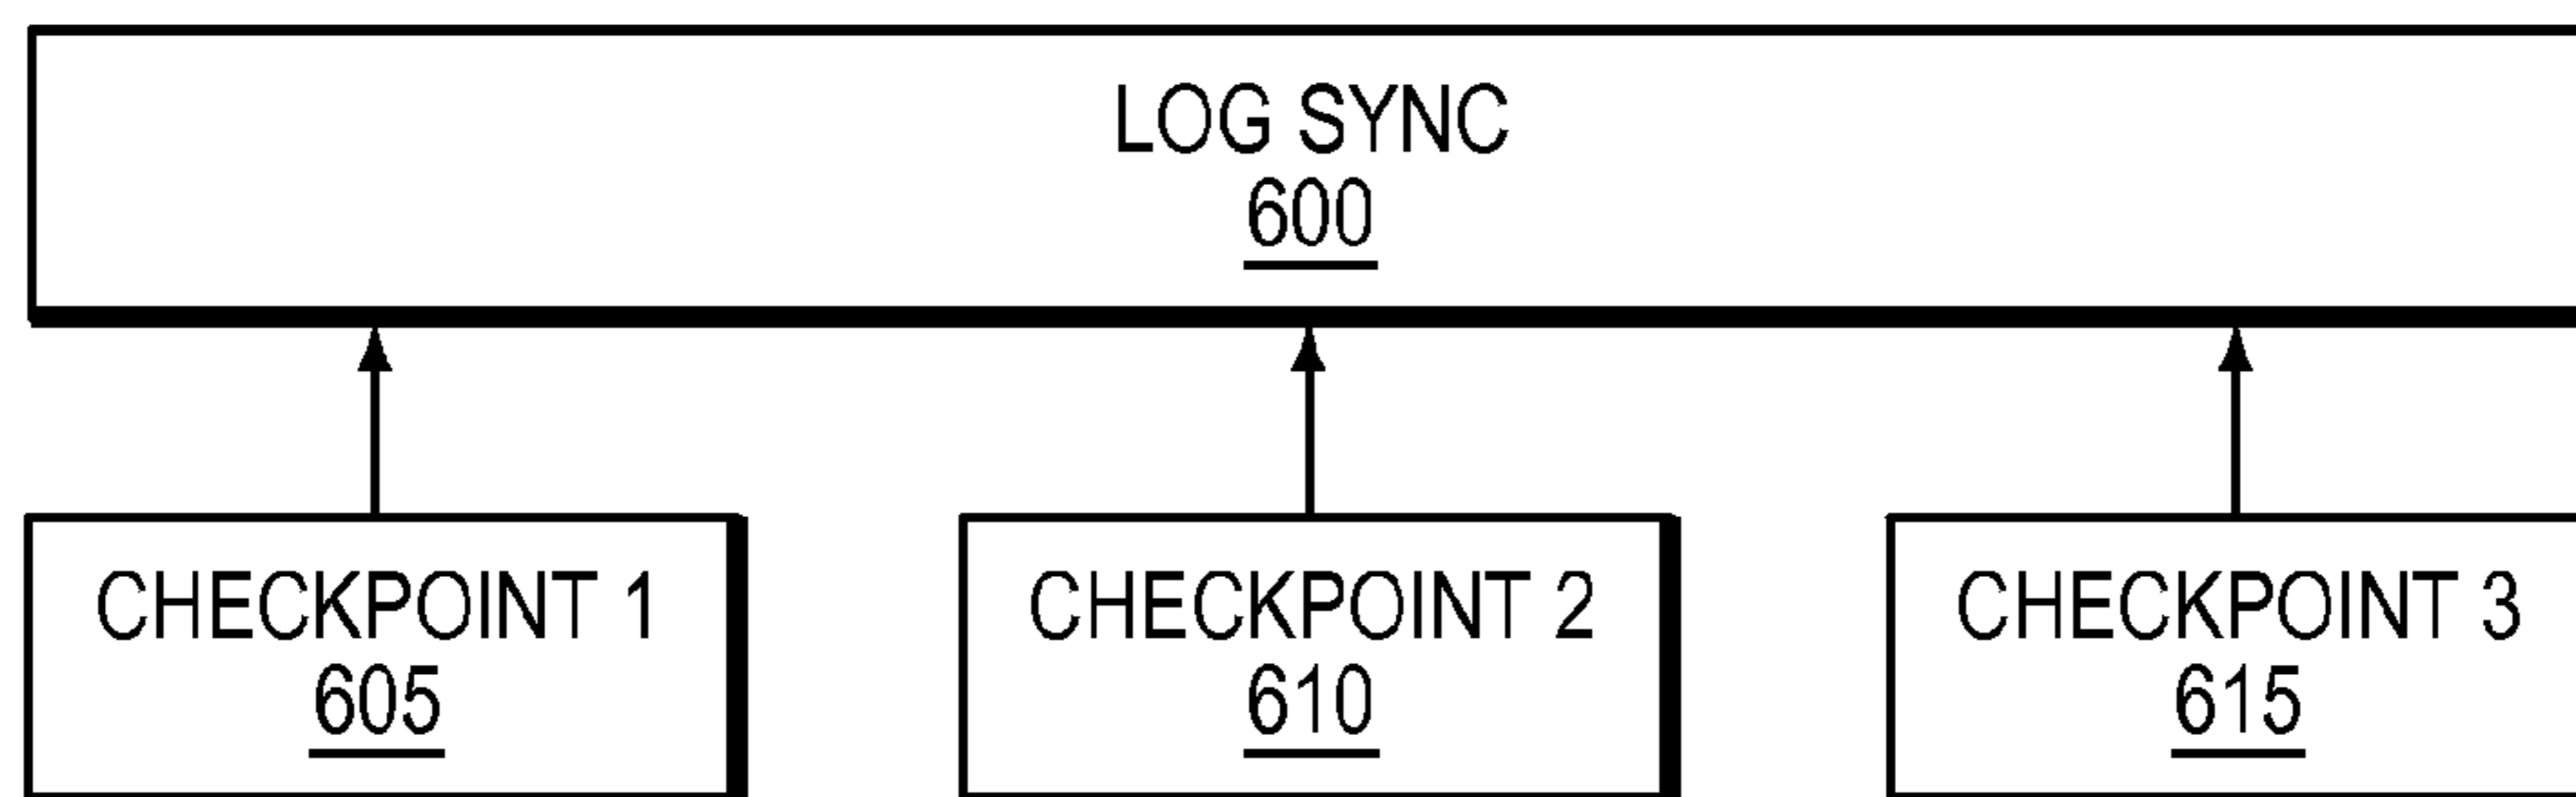 LOG SYNC
600
CHECKPOINT 1
605
CHECKPOINT 2
610
CHECKPOINT 3
615